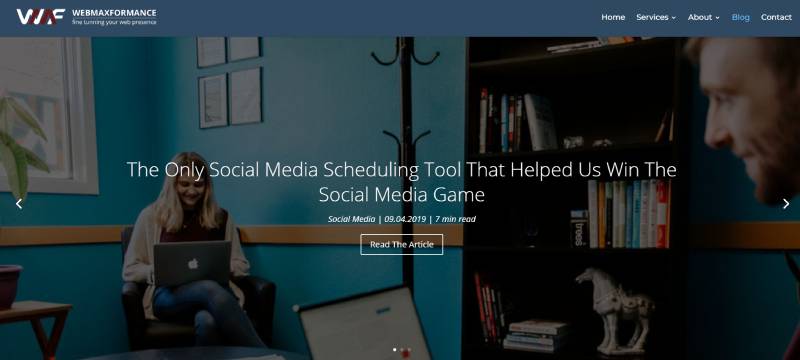 WEBMAXFORMANCE
fine tunning your web presence
Home Services About Blog Contact
The Only Social Media Scheduling Tool That Helped Us Win The
Social Media Game
Social Media | 09.04.2019 | 7 min read
Read The Article